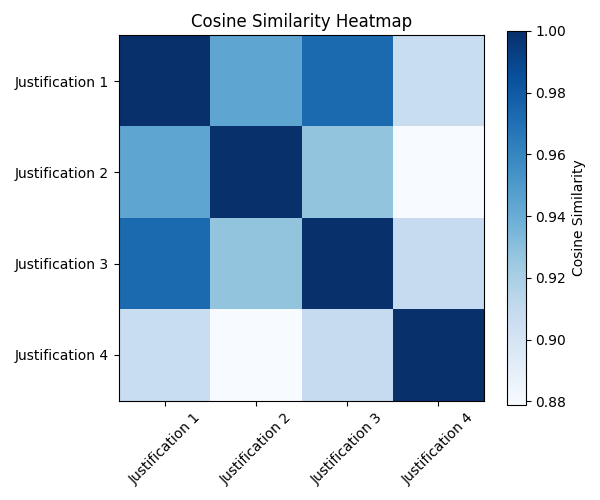 Cosine Similarity Heatmap
Justification 1
Justification 2
Justification 3
Justification 4
Justification 1
Justification 2
Justification 3
Justification 4
1.00
0.98
0.96
0.94
0.92
0.90
0.88
Cosine Similarity